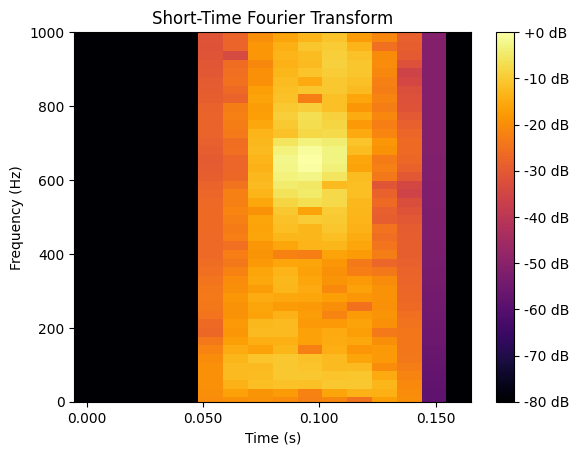 Short-Time Fourier Transform
1000
800
600
400
200
0
Frequency (Hz)
0.000
0.050
0.100
0.150
Time (s)
+0 dB
-10 dB
-20 dB
-30 dB
-40 dB
-50 dB
-60 dB
-70 dB
-80 dB